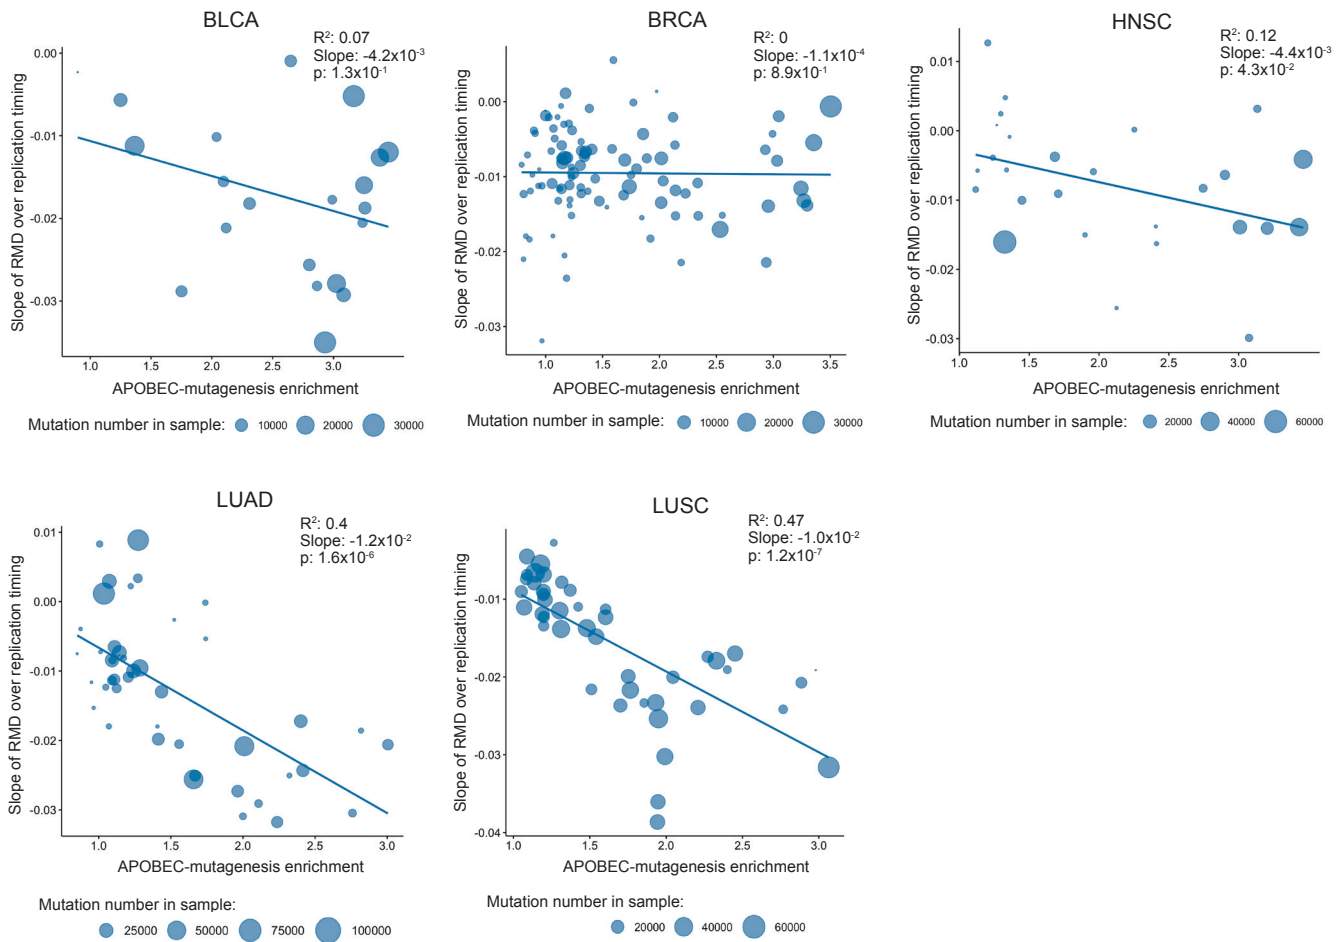 BLCA
R²: 0.07
Slope: -4.2x10⁻³
p: 1.3x10⁻¹
Slope of RMD over replication timing
0.00
-0.01
-0.02
-0.03
1.0 1.5 2.0 2.5 3.0
APOBEC-mutagenesis enrichment
Mutation number in sample: 10000 20000 30000
BRCA
R²: 0
Slope: -1.1x10⁻⁴
p: 8.9x10⁻¹
Slope of RMD over replication timing
0.00
-0.01
-0.02
-0.03
1.0 1.5 2.0 2.5 3.0 3.5
APOBEC-mutagenesis enrichment
Mutation number in sample: 10000 20000 30000
HNSC
R²: 0.12
Slope: -4.4x10⁻³
p: 4.3x10⁻²
Slope of RMD over replication timing
0.01
0.00
-0.01
-0.02
-0.03
1.0 1.5 2.0 2.5 3.0
APOBEC-mutagenesis enrichment
Mutation number in sample: 20000 40000 60000
LUAD
R²: 0.4
Slope: -1.2x10⁻²
p: 1.6x10⁻⁶
Slope of RMD over replication timing
0.01
0.00
-0.01
-0.02
-0.03
1.0 1.5 2.0 2.5 3.0
APOBEC-mutagenesis enrichment
Mutation number in sample:
25000 50000 75000 100000
LUSC
R²: 0.47
Slope: -1.0x10⁻²
p: 1.2x10⁻⁷
Slope of RMD over replication timing
-0.01
-0.02
-0.03
-0.04
1.0 1.5 2.0 2.5 3.0
APOBEC-mutagenesis enrichment
Mutation number in sample:
20000 40000 60000